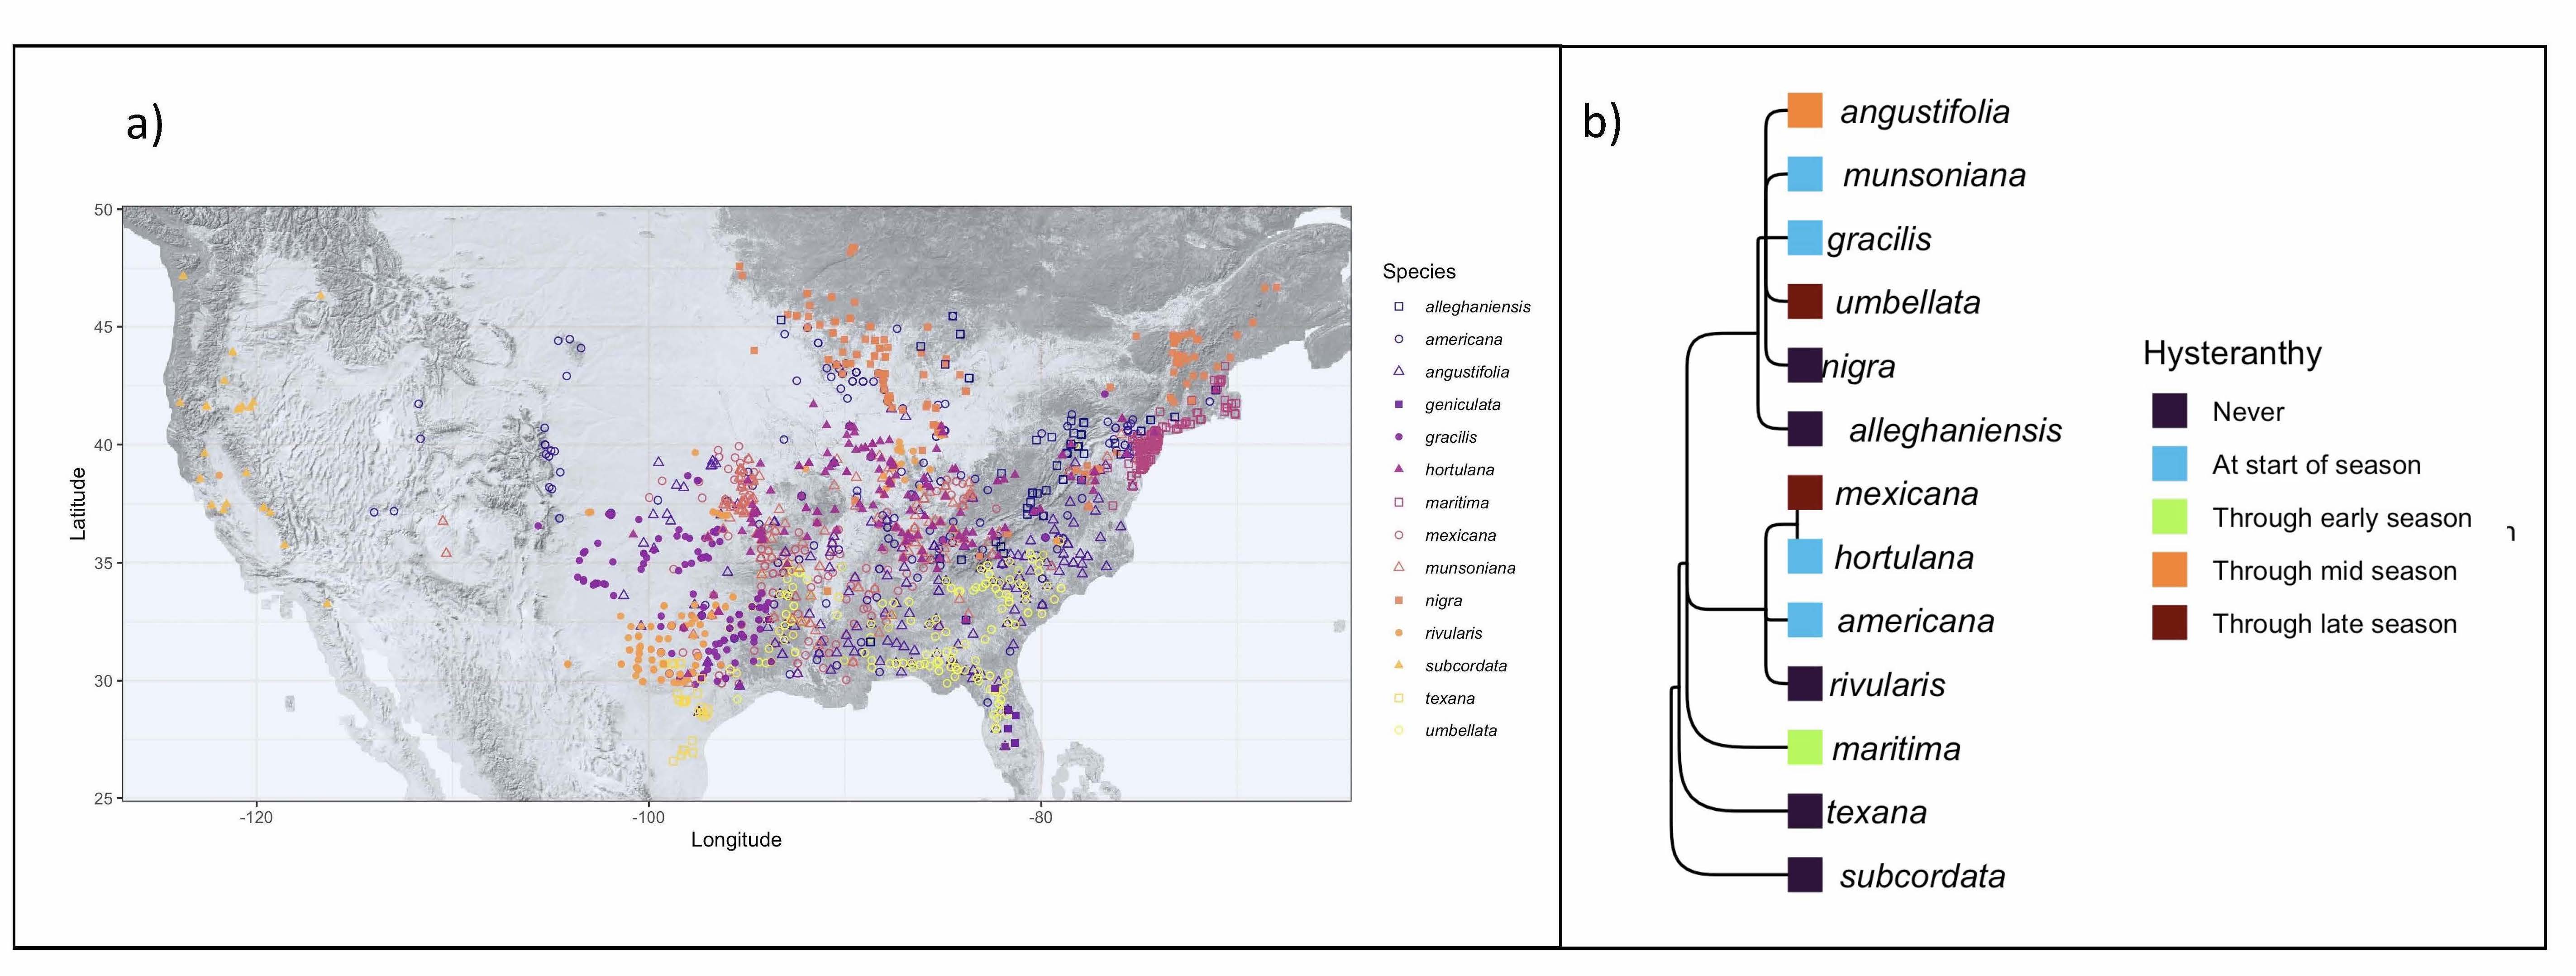 a)
50
45
40
35
30
25
Latitude
-120
-100
-80
Longitude
Species
alleghaniensis
americana
angustifolia
geniculata
gracilis
hortulana
maritima
mexicana
munsoniana
nigra
rivularis
subcordata
texana
umbellata
b)
angustifolia
munsoniana
gracilis
umbellata
nigra
alleghaniensis
mexicana
hortulana
americana
rivularis
maritima
texana
subcordata
Hysteranthy
Never
At start of season
Through early season
Through mid season
Through late season